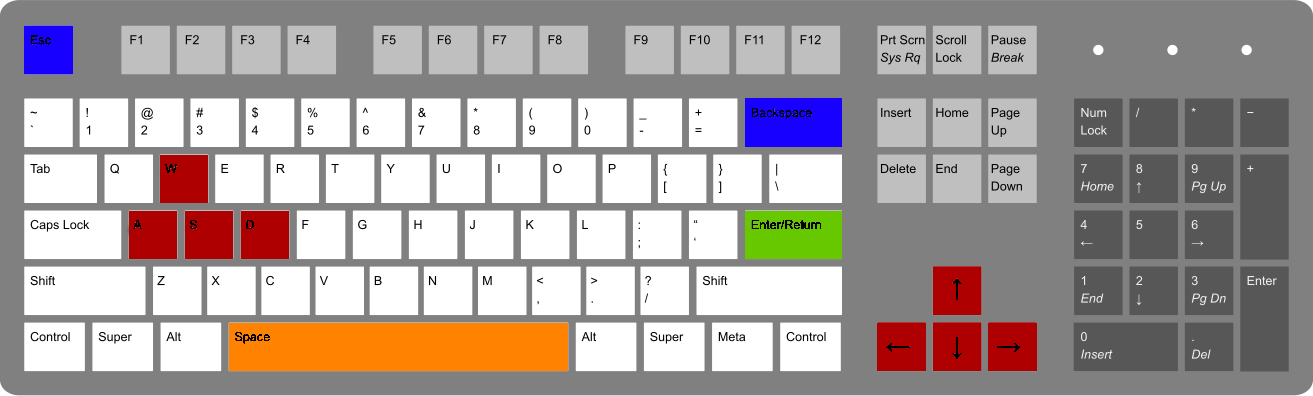 Esc F1 F2 F3 F4 F5 F6 F7 F8 F9 F10 F11 F12 Prt Scrn Scroll Pause
Sys Rq Lock Break
~ ! @ # $ % ^ & * ( ) _ + Backspace Insert Home Page Num / * −
` 1 2 3 4 5 6 7 8 9 0 - = Up Lock
Tab Q W E R T Y U I O P { } | Delete End Page 7 8 9 +
[ ] \ Down Home ↑ Pg Up
Caps Lock A S D F G H J K L : “ Enter/Return 4 5 6
; ‘ ← →
Shift Z X C V B N M < > ? Shift ↑ 1 2 3 Enter
, . / End ↓ Pg Dn
Control Super Alt Space Alt Super Meta Control ← ↓ → 0 .
Insert Del